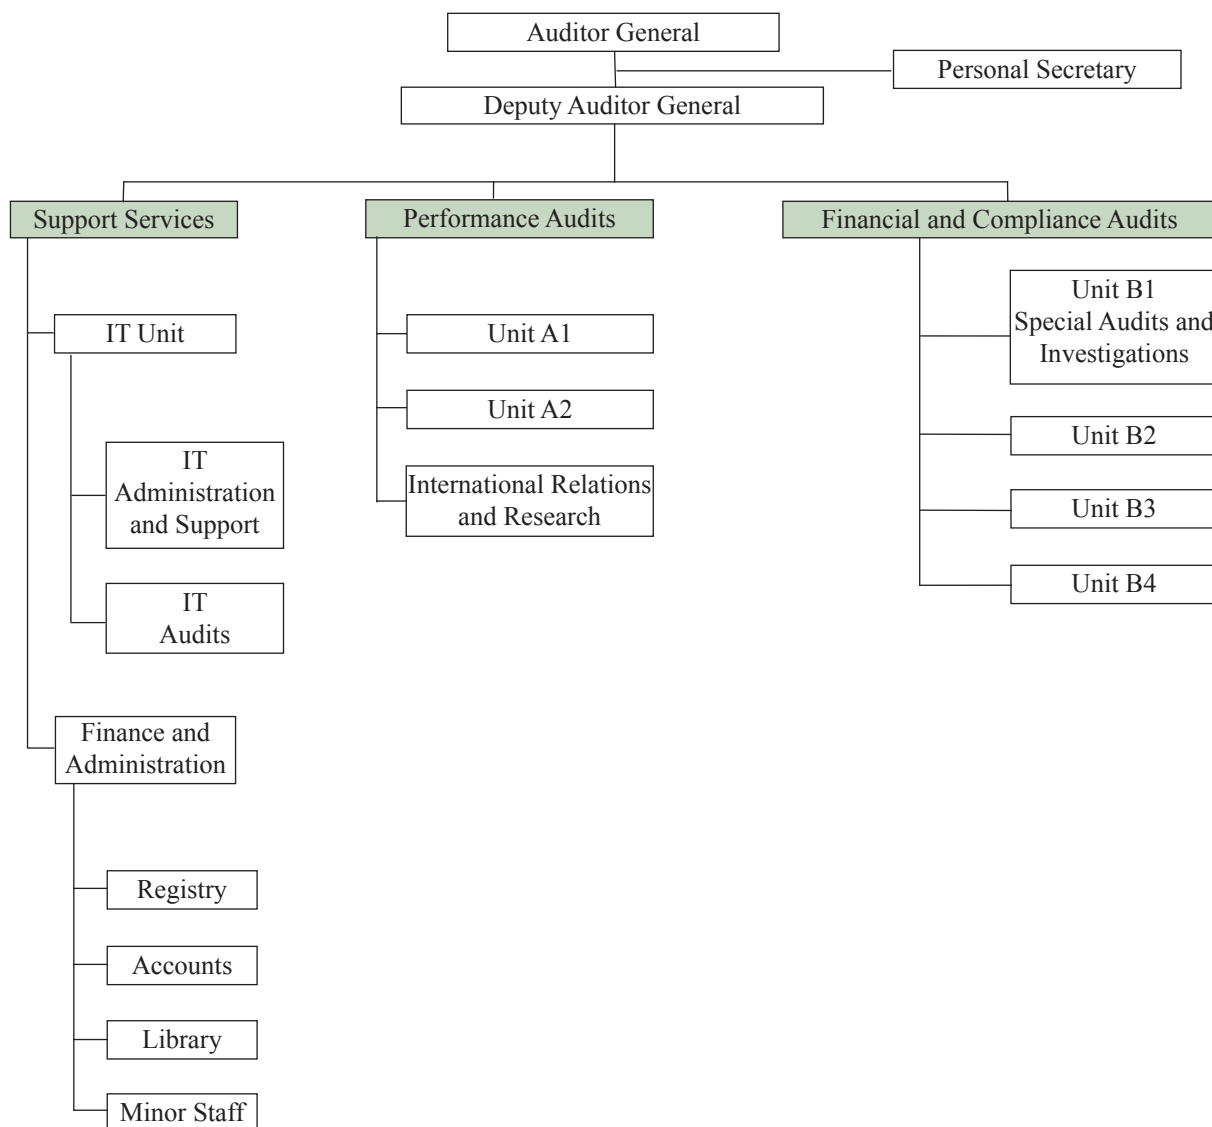 Auditor General
Personal Secretary
Deputy Auditor General
Support Services
Performance Audits
Financial and Compliance Audits
IT Unit
IT
Administration
and Support
IT
Audits
Finance and
Administration
Registry
Accounts
Library
Minor Staff
Unit A1
Unit A2
International Relations
and Research
Unit B1
Special Audits and
Investigations
Unit B2
Unit B3
Unit B4